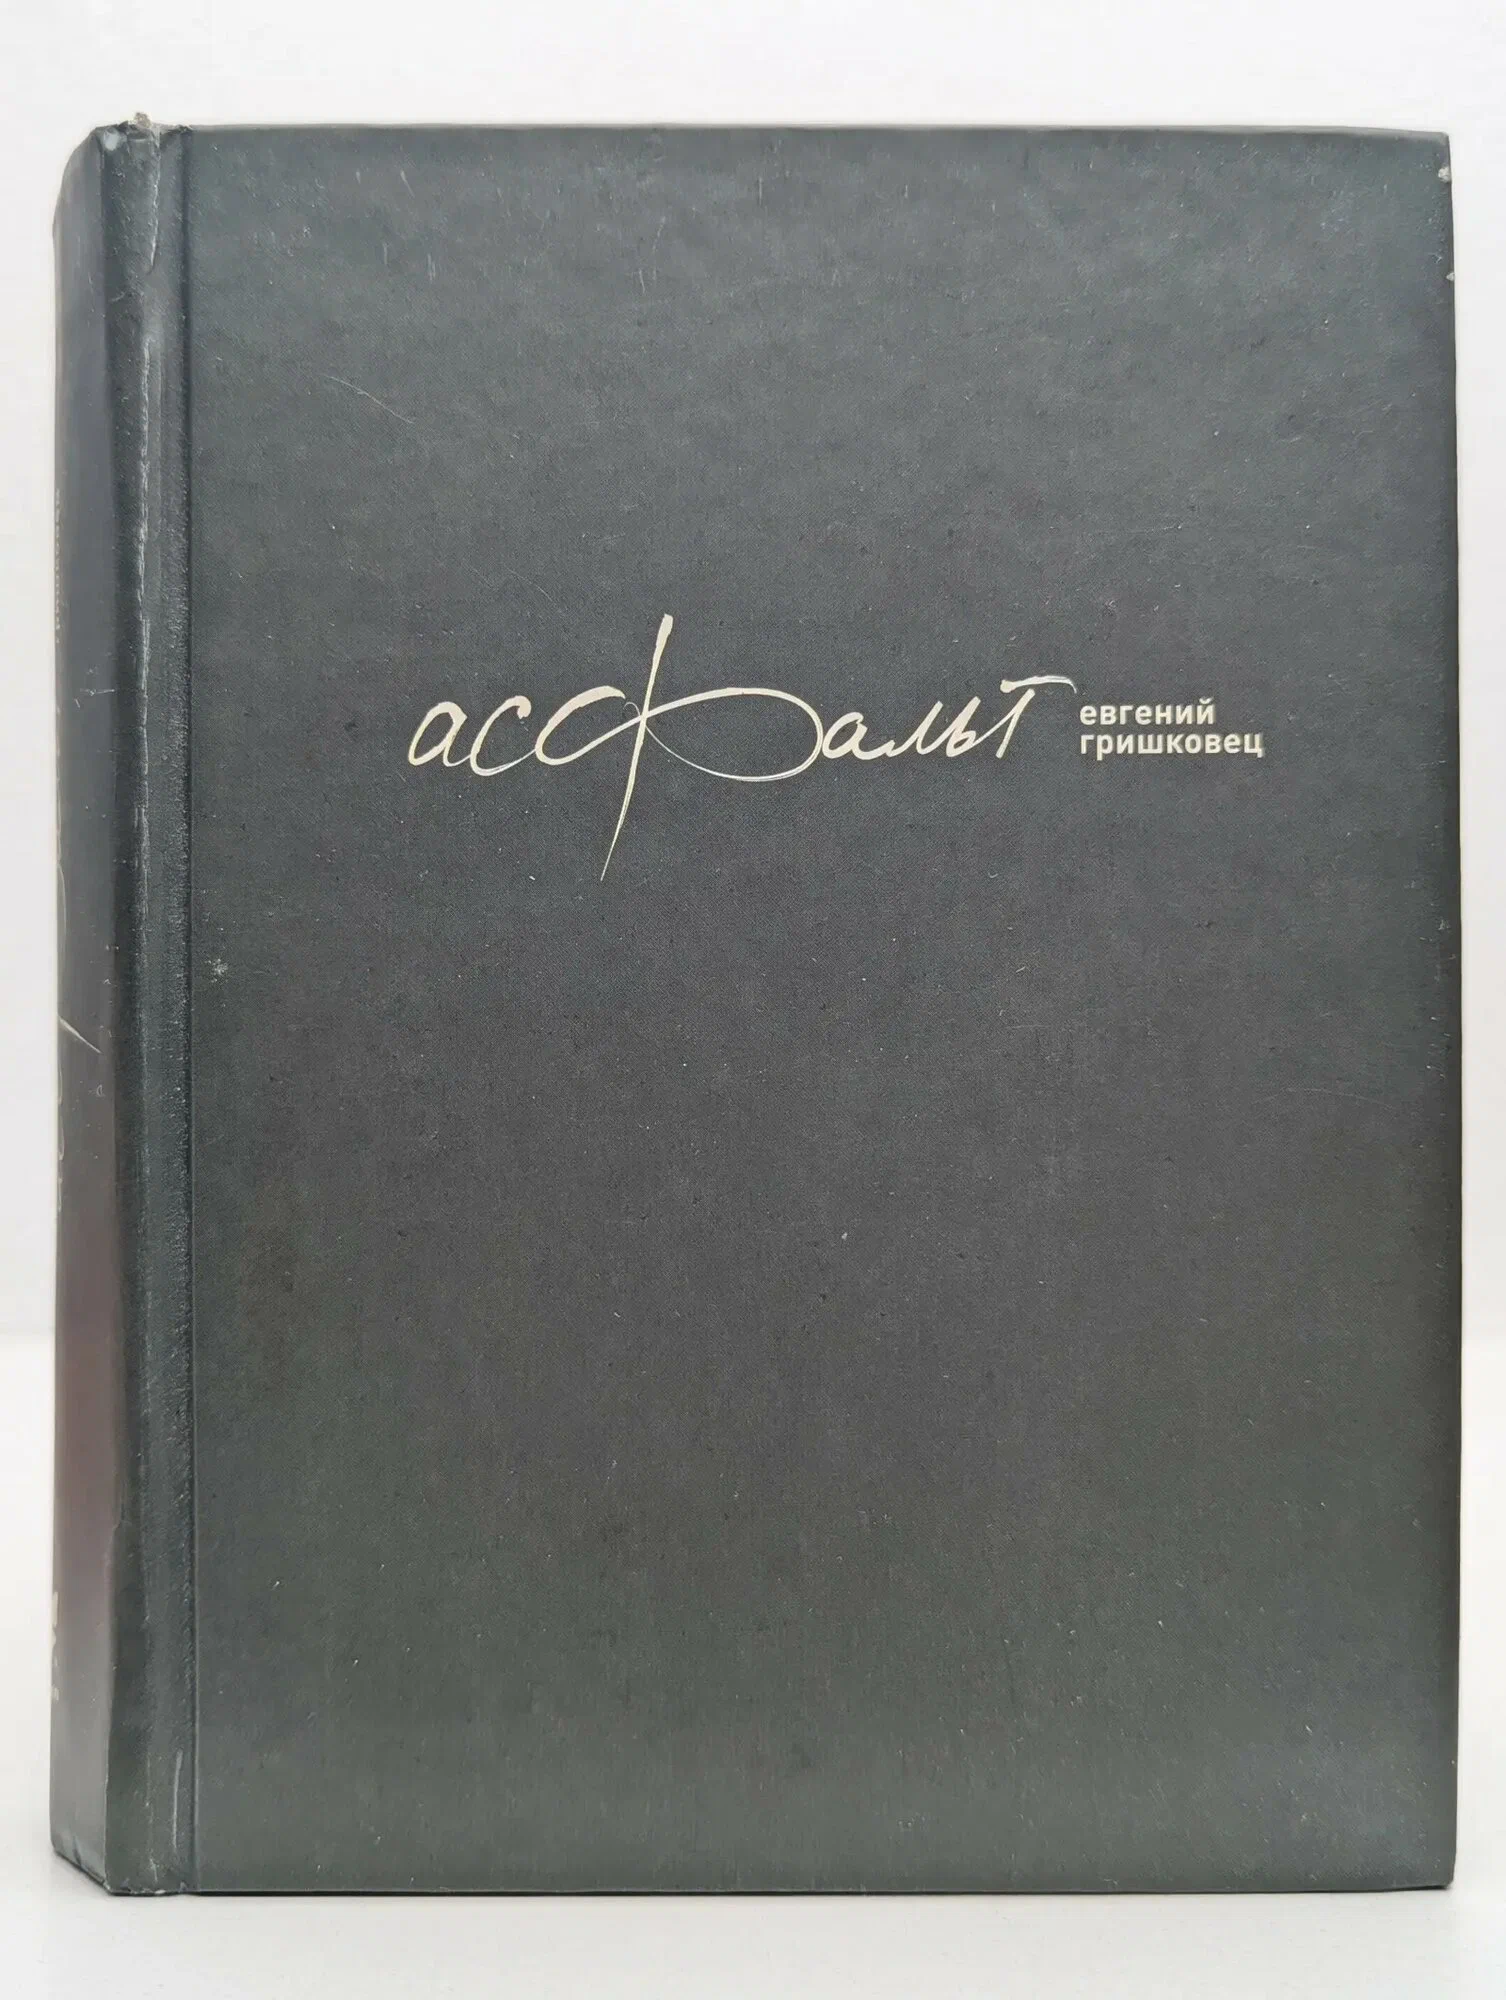 асфальт
евгений
гришковец